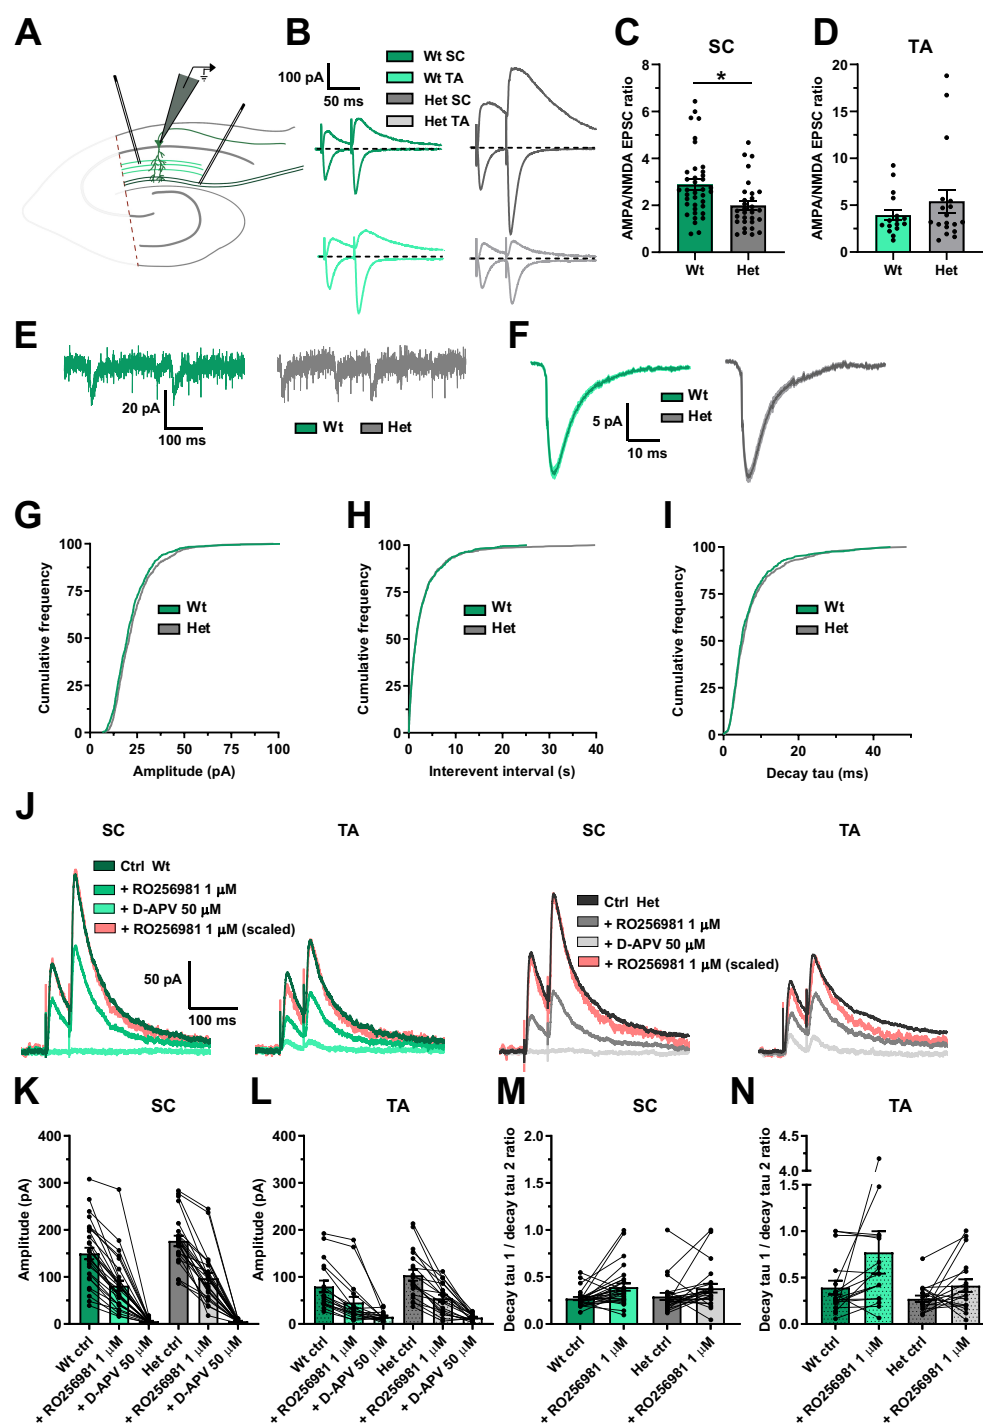 A
B
100 pA
50 ms
Wt SC
Wt TA
Het SC
Het TA
C
SC
AMPA/NMDA EPSC ratio
8
6
4
2
0
*
Wt
Het
D
TA
AMPA/NMDA EPSC ratio
20
15
10
5
0
Wt
Het
E
20 pA
100 ms
Wt
Het
F
5 pA
10 ms
Wt
Het
G
Cumulative frequency
100
75
50
25
0
Wt
Het
0 25 50 75 100
Amplitude (pA)
H
Cumulative frequency
100
75
50
25
0
Wt
Het
0 10 20 30 40
Interevent interval (s)
I
Cumulative frequency
100
75
50
25
0
Wt
Het
0 20 40
Decay tau (ms)
J
SC
Ctrl Wt
+ RO256981 1 μM
+ D-APV 50 μM
+ RO256981 1 μM (scaled)
50 pA
100 ms
TA
SC
Ctrl Het
+ RO256981 1 μM
+ D-APV 50 μM
+ RO256981 1 μM (scaled)
TA
K
SC
Amplitude (pA)
400
300
200
100
0
Wt ctrl
+ RO256981 1 μM
+ D-APV 50 μM
Het ctrl
+ RO256981 1 μM
+ D-APV 50 μM
L
TA
Amplitude (pA)
400
300
200
100
0
Wt ctrl
+ RO256981 1 μM
+ D-APV 50 μM
Het ctrl
+ RO256981 1 μM
+ D-APV 50 μM
M
SC
Decay tau 1 / decay tau 2 ratio
2.0
1.5
1.0
0.5
0.0
Wt ctrl
+ RO256981 1 μM
Het ctrl
+ RO256981 1 μM
N
TA
Decay tau 1 / decay tau 2 ratio
4.5
4.0
1.5
1.0
0.5
0.0
Wt ctrl
+ RO256981 1 μM
Het ctrl
+ RO256981 1 μM